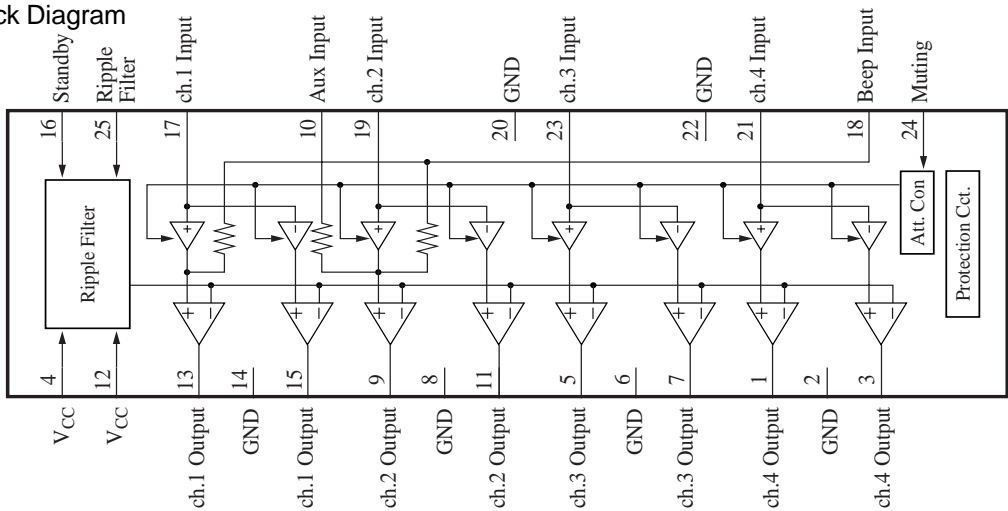 ck Diagram
Standby
Ripple
Filter
ch.1 Input
Aux Input
ch.2 Input
GND
ch.3 Input
GND
ch.4 Input
Beep Input
Muting
16
25
17
10
19
20
23
22
21
18
24
Ripple Filter
Att. Con
Protection Cct.
+
−
+
−
+
−
+
−
+ −
+ −
+ −
+ −
+ −
+ −
+ −
+ −
4
12
13
14
15
9
8
11
5
6
7
1
2
3
VCC
VCC
ch.1 Output
GND
ch.1 Output
ch.2 Output
GND
ch.2 Output
ch.3 Output
GND
ch.3 Output
ch.4 Output
GND
ch.4 Output